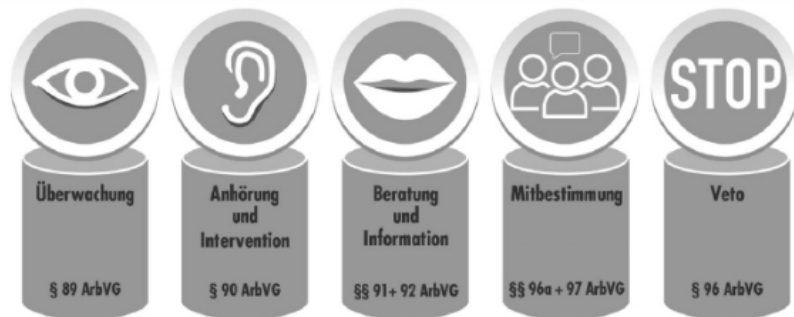 STOP
Überwachung
§ 89 ArbVG
Anhörung
und
Intervention
§ 90 ArbVG
Beratung
und
Information
§§ 91+ 92 ArbVG
Mitbestimmung
§§ 96a + 97 ArbVG
Veto
§ 96 ArbVG